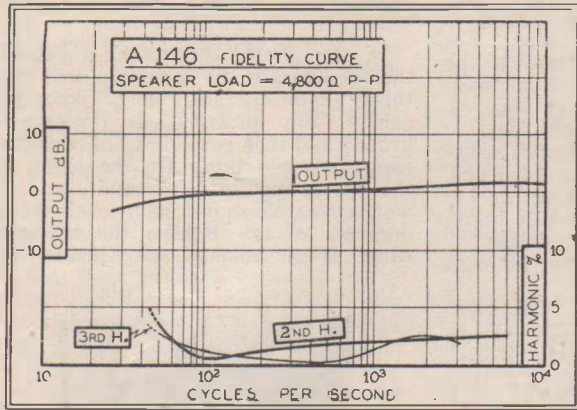 A 146 FIDELITY CURVE
SPEAKER LOAD = 4,800 Ω P-P
OUTPUT dB.
10
0
-10
OUTPUT
10
5
0
HARMONIC %
3RD H.
2ND H.
10
10²
10³
10⁴
CYCLES PER SECOND